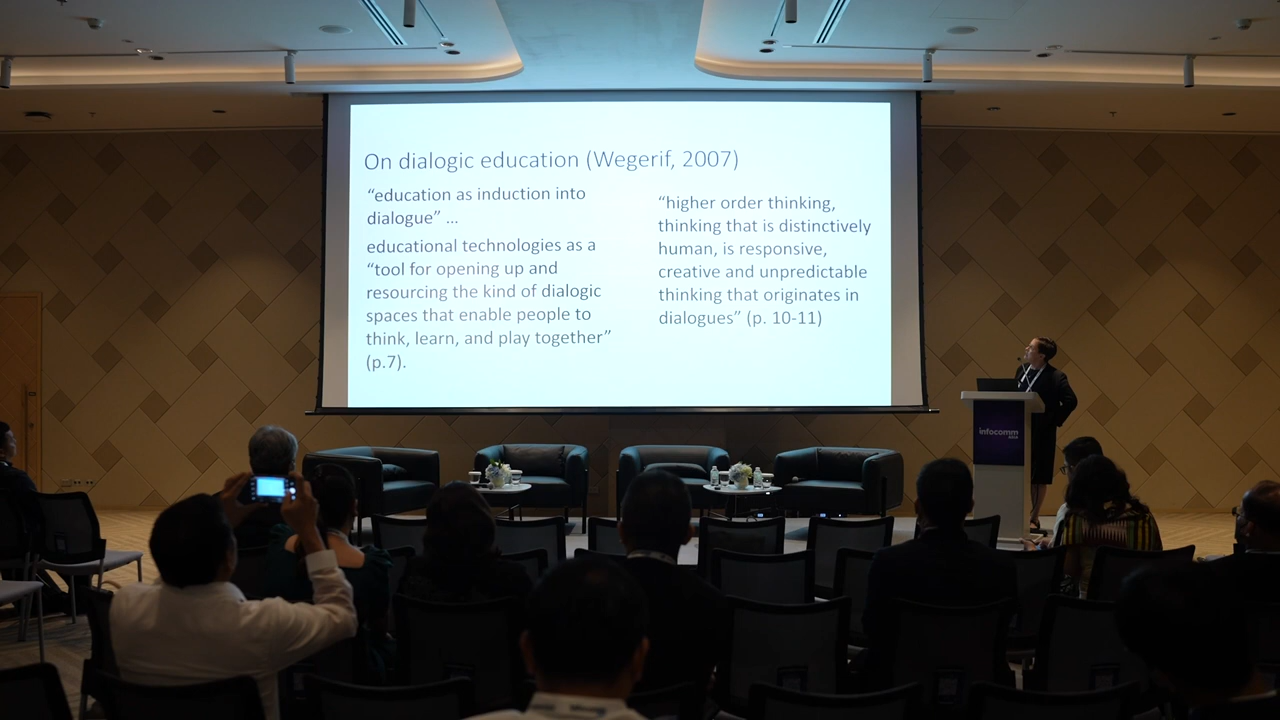 On dialogic education (Wegerif, 2007)
“education as induction into
dialogue” ...
educational technologies as a
“tool for opening up and
resourcing the kind of dialogic
spaces that enable people to
think, learn, and play together”
(p.7).
“higher order thinking,
thinking that is distinctively
human, is responsive,
creative and unpredictable
thinking that originates in
dialogues” (p. 10-11)
infocomm
ASIA